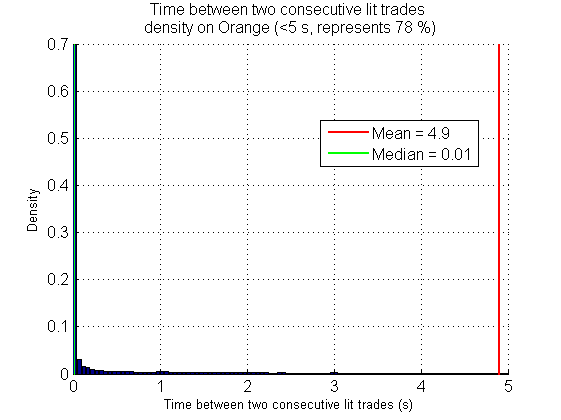 Time between two consecutive lit trades
density on Orange (<5 s, represents 78 %)
0.7
0.6
0.5
0.4
0.3
0.2
0.1
0
Density
Mean = 4.9
Median = 0.01
0 1 2 3 4 5
Time between two consecutive lit trades (s)